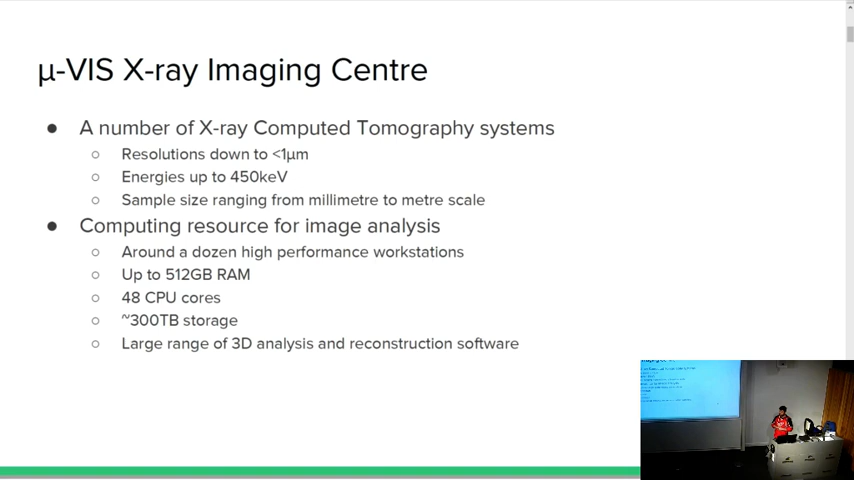 µ-VIS X-ray Imaging Centre
● A number of X-ray Computed Tomography systems
○ Resolutions down to <1µm
○ Energies up to 450keV
○ Sample size ranging from millimetre to metre scale
● Computing resource for image analysis
○ Around a dozen high performance workstations
○ Up to 512GB RAM
○ 48 CPU cores
○ ~300TB storage
○ Large range of 3D analysis and reconstruction software